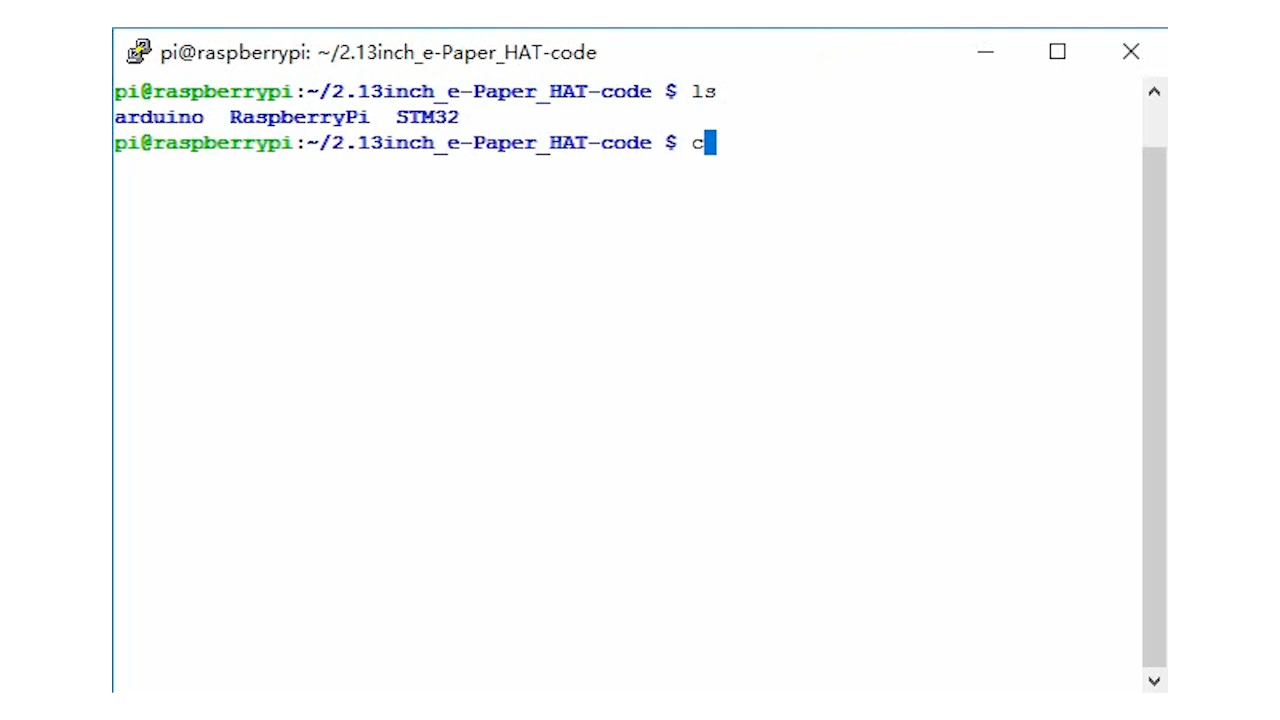 pi@raspberrypi: ~/2.13inch_e-Paper_HAT-code
pi@raspberrypi:~/2.13inch_e-Paper_HAT-code $ ls
arduino  RaspberryPi  STM32
pi@raspberrypi:~/2.13inch_e-Paper_HAT-code $ c